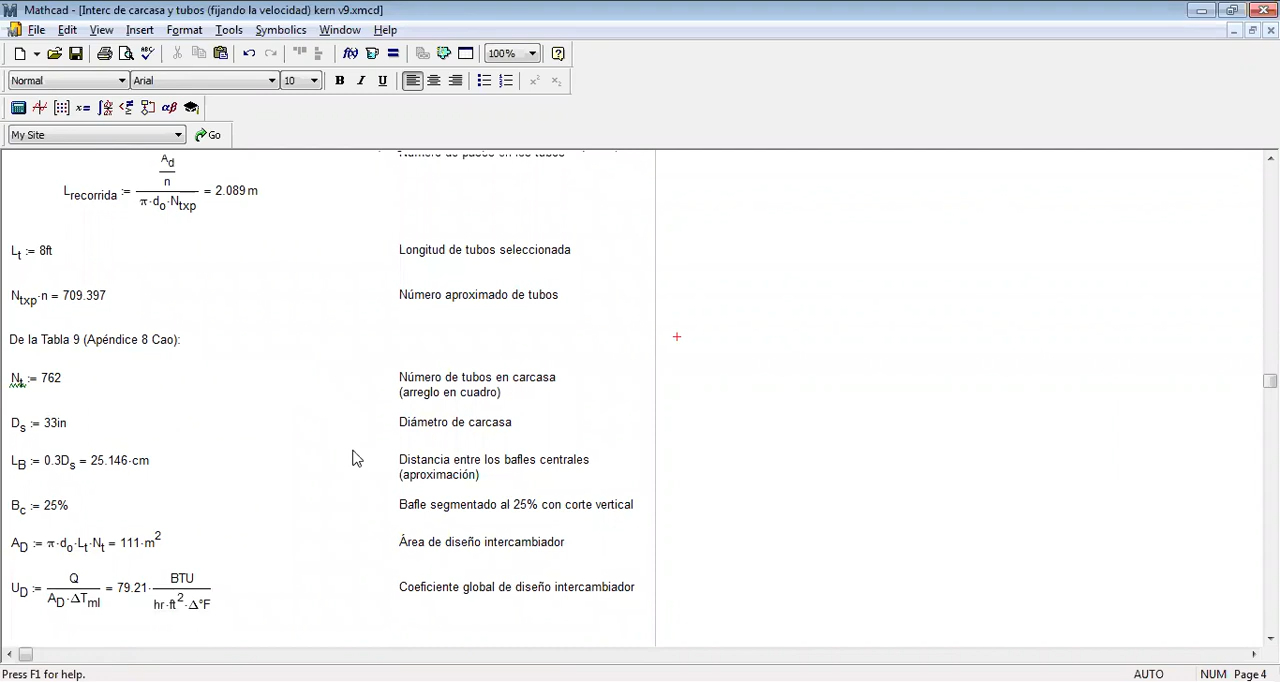 Mathcad - [Interc de carcasa y tubos (fijando la velocidad) kern v9.xmcd]
File Edit View Insert Format Tools Symbolics Window Help
100%
Normal Arial 10 B I U
My Site Go
Número de pasos en los tubos
L_recorrida := (A_d / n) / (π·d_o·N_txp) = 2.089 m
L_t := 8ft Longitud de tubos seleccionada
N_txp·n = 709.397 Número aproximado de tubos
De la Tabla 9 (Apéndice 8 Cao):
N_t := 762 Número de tubos en carcasa
(arreglo en cuadro)
D_s := 33in Diámetro de carcasa
L_B := 0.3D_s = 25.146·cm Distancia entre los bafles centrales
(aproximación)
B_c := 25% Bafle segmentado al 25% con corte vertical
A_D := π·d_o·L_t·N_t = 111·m² Área de diseño intercambiador
U_D := Q / (A_D·ΔT_ml) = 79.21· BTU / (hr·ft²·Δ°F) Coeficiente global de diseño intercambiador
Press F1 for help. AUTO NUM Page 4